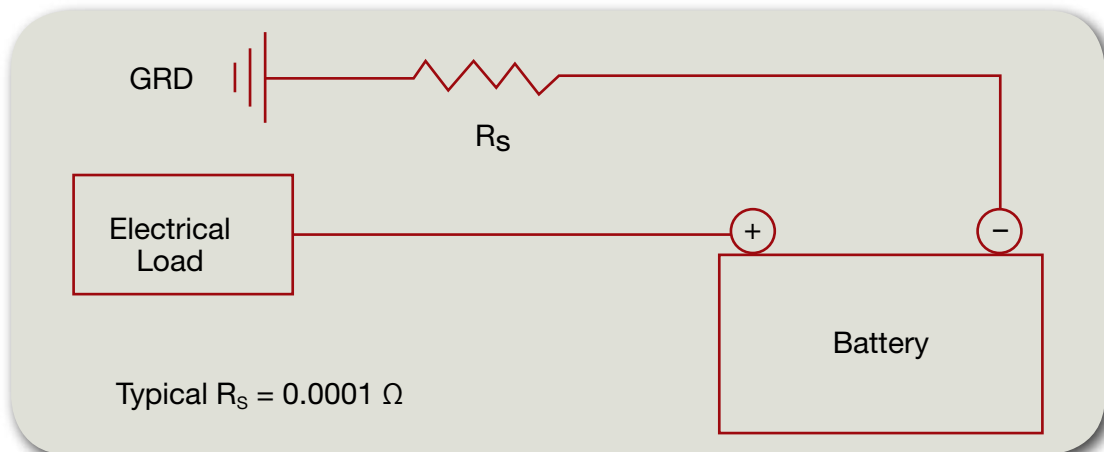 GRD
RS
Electrical
Load
+
−
Battery
Typical RS = 0.0001 Ω